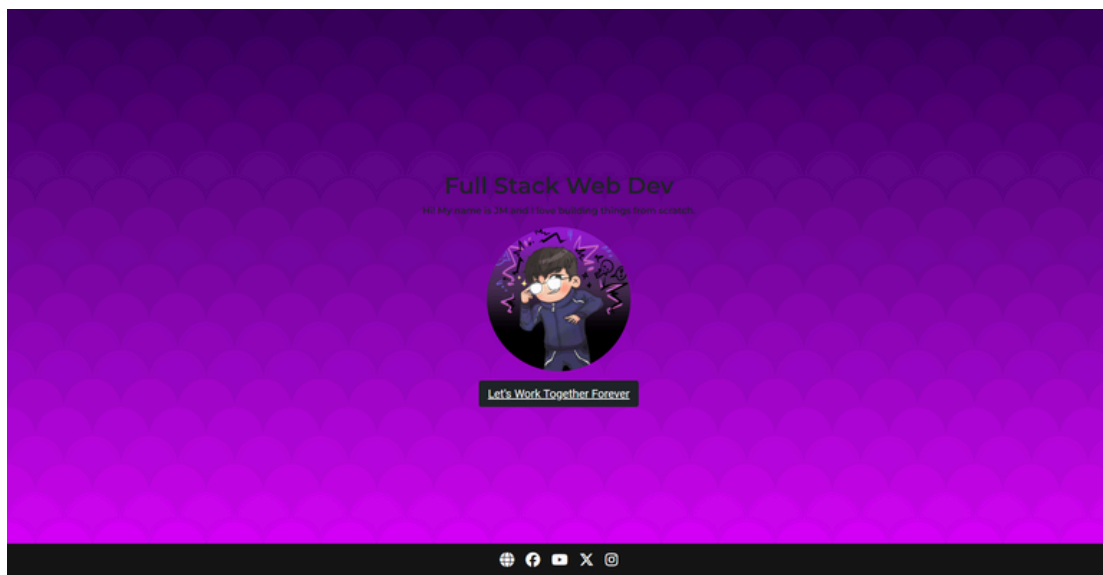 Full Stack Web Dev
Hi! My name is JM and I love building things from scratch.
Let's Work Together Forever